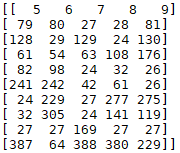 [[  5   6   7   8   9]
[ 79  80  27  28  81]
[128  29 129  24 130]
[ 61  54  63 108 176]
[ 82  98  24  32  26]
[241 242  42  61  26]
[ 24 229  27 277 275]
[ 32 305  24 141 119]
[ 27  27 169  27  27]
[387  64 388 380 229]]